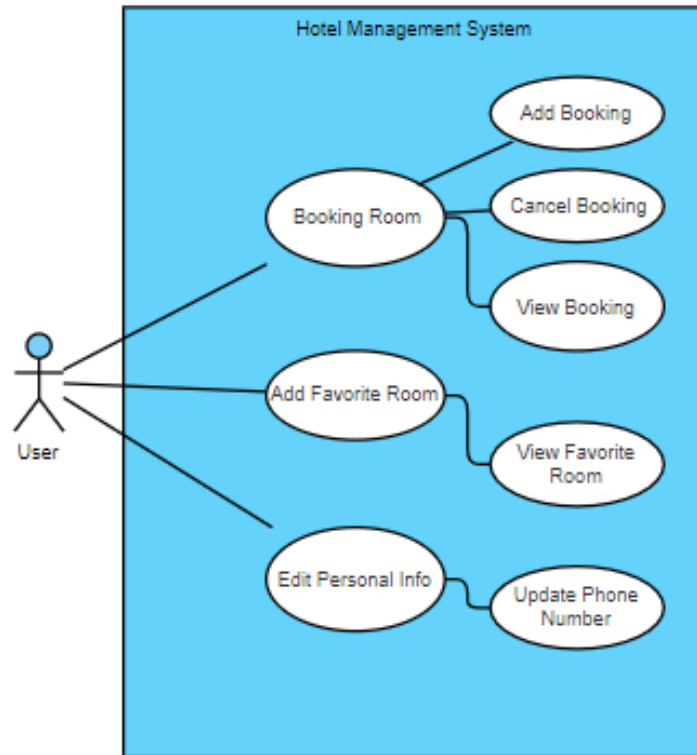 Hotel Management System
Add Booking
Booking Room
Cancel Booking
View Booking
Add Favorite Room
User
View Favorite
Room
Edit Personal Info
Update Phone
Number